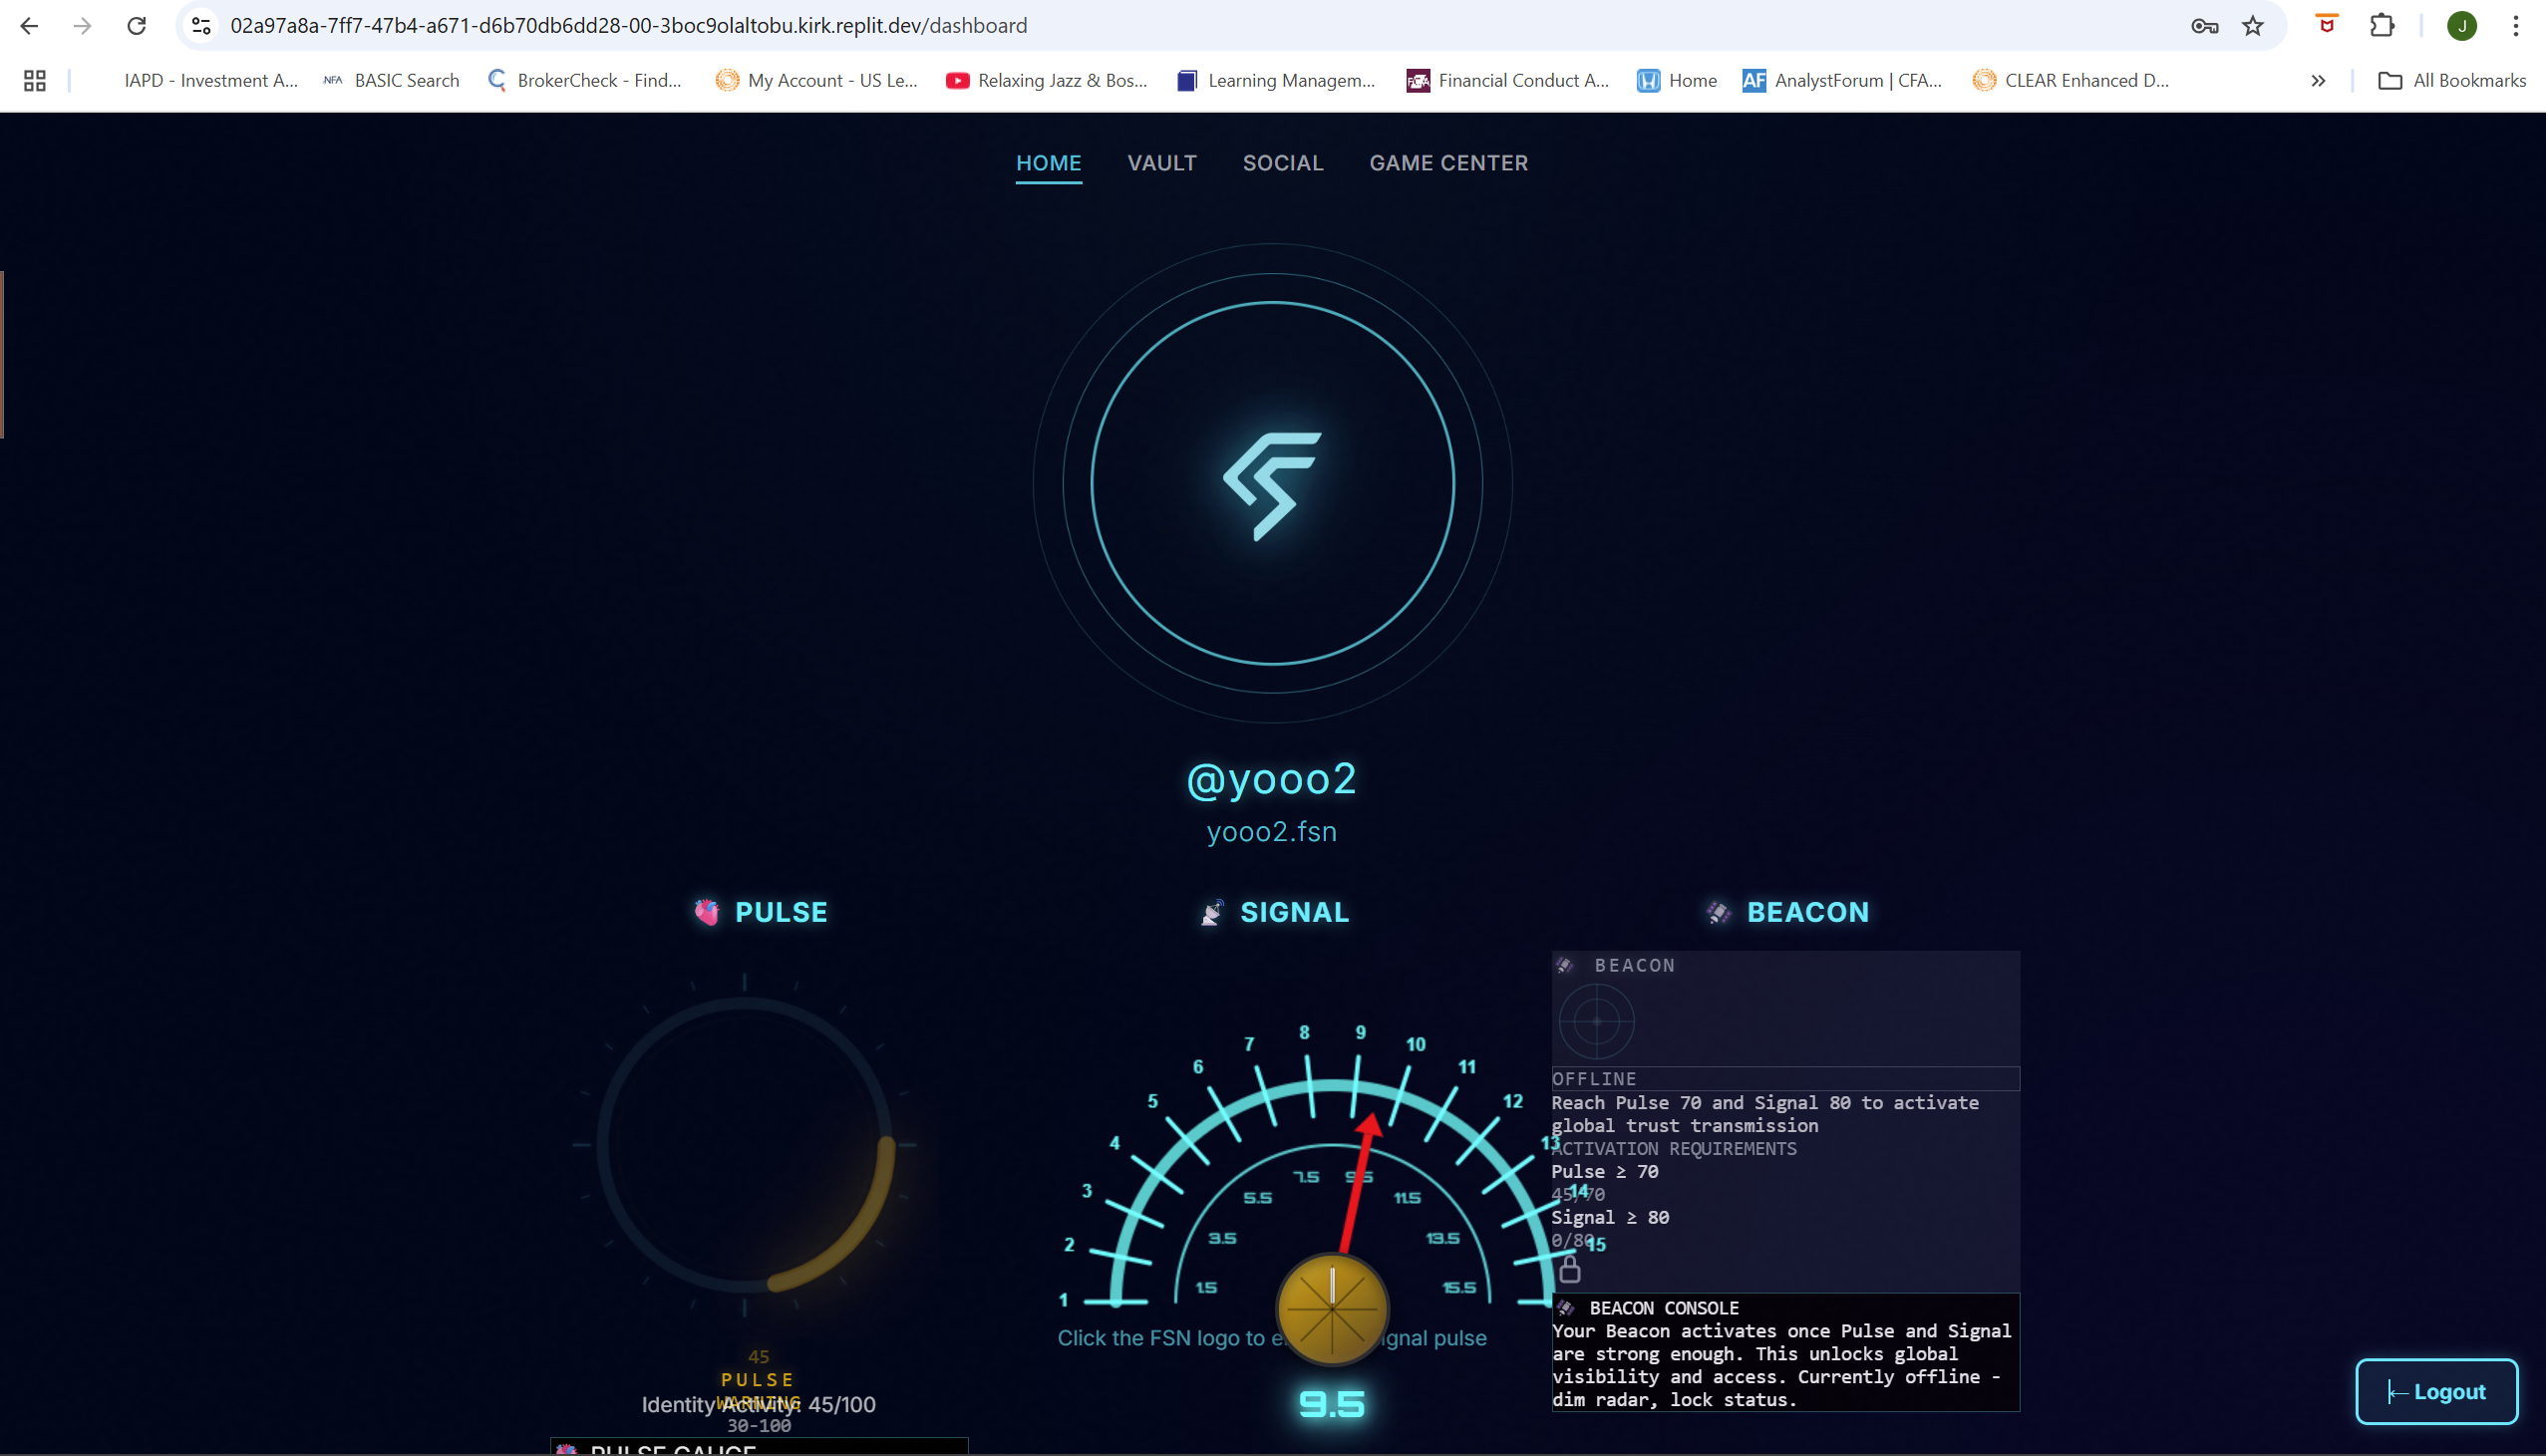 02a97a8a-7ff7-47b4-a671-d6b70db6dd28-00-3boc9olaltobu.kirk.replit.dev/dashboard
J
IAPD - Investment A...
NFA BASIC Search
BrokerCheck - Find...
My Account - US Le...
Relaxing Jazz & Bos...
Learning Managem...
Financial Conduct A...
Home
AF AnalystForum | CFA...
CLEAR Enhanced D...
» All Bookmarks
HOME VAULT SOCIAL GAME CENTER
@yooo2
yooo2.fsn
PULSE
45
PULSE
WARNING
Identity Activity: 45/100
30-100
PULSE GAUGE
SIGNAL
1 2 3 4 5 6 7 8 9 10 11 12 13 14 15
1.5 3.5 5.5 7.5 9.5 11.5 13.5 15.5
Click the FSN logo to e gnal pulse
9.5
BEACON
BEACON
OFFLINE
Reach Pulse 70 and Signal 80 to activate
global trust transmission
ACTIVATION REQUIREMENTS
Pulse ≥ 70
45/70
Signal ≥ 80
0/80
BEACON CONSOLE
Your Beacon activates once Pulse and Signal
are strong enough. This unlocks global
visibility and access. Currently offline -
dim radar, lock status.
Logout